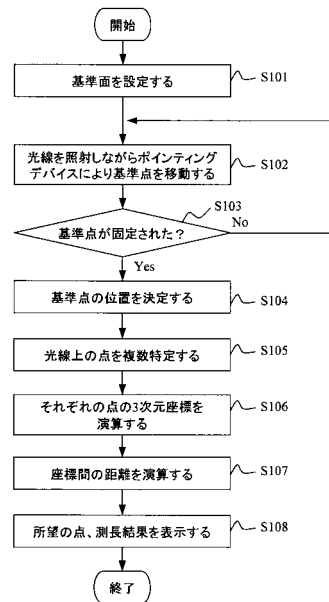 開始
基準面を設定する
S101
光線を照射しながらポインティング
デバイスにより基準点を移動する
S102
S103
基準点が固定された?
No
Yes
基準点の位置を決定する
S104
光線上の点を複数特定する
S105
それぞれの点の3次元座標を
演算する
S106
座標間の距離を演算する
S107
所望の点、測長結果を表示する
S108
終了